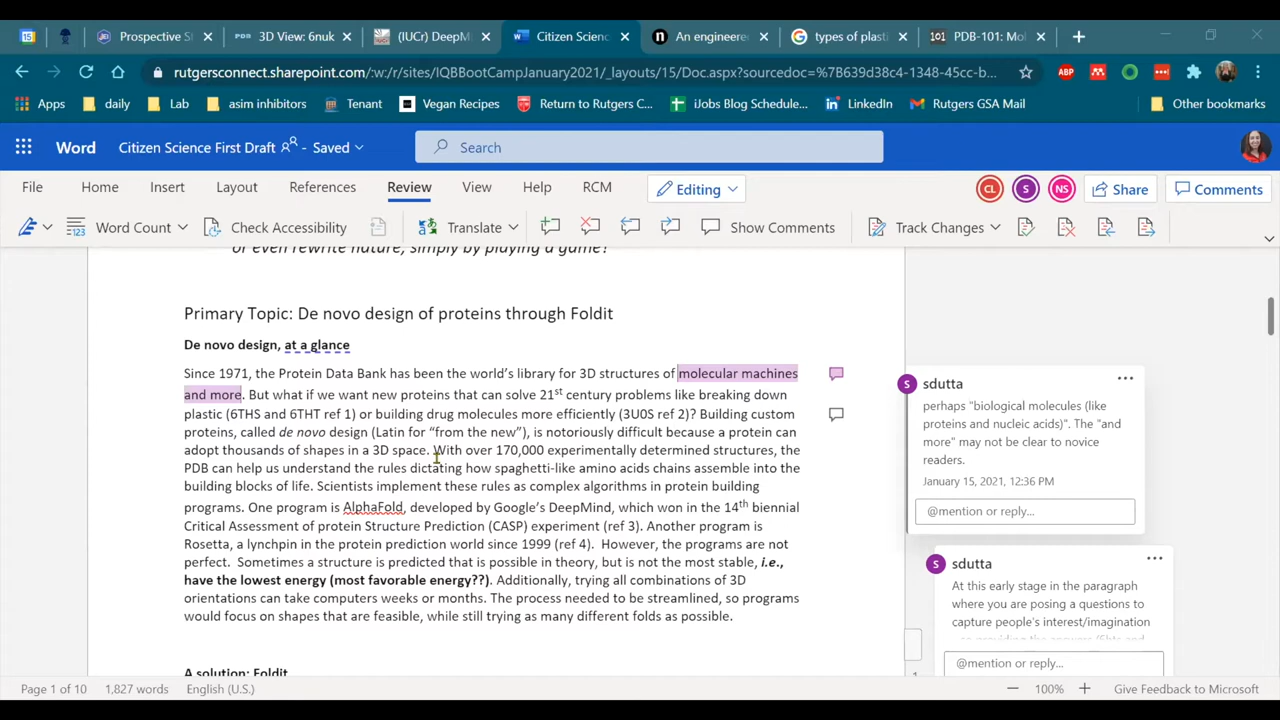 Prospective S
3D View: 6nuk
(IUCr) DeepM
Citizen Scienc
An engineere
types of plasti
PDB-101: Mol
rutgersconnect.sharepoint.com/:w:/r/sites/IQBBootCampJanuary2021/_layouts/15/Doc.aspx?sourcedoc=%7B639d38c4-1348-45cc-b...
Apps daily Lab asim inhibitors Tenant Vegan Recipes Return to Rutgers C... iJobs Blog Schedule... LinkedIn Rutgers GSA Mail Other bookmarks
Word Citizen Science First Draft - Saved Search
File Home Insert Layout References Review View Help RCM Editing CL S NS Share Comments
Word Count Check Accessibility Translate Show Comments Track Changes
or even rewrite nature, simply by playing a game?
Primary Topic: De novo design of proteins through Foldit
De novo design, at a glance
Since 1971, the Protein Data Bank has been the world's library for 3D structures of molecular machines
and more. But what if we want new proteins that can solve 21st century problems like breaking down
plastic (6THS and 6THT ref 1) or building drug molecules more efficiently (3U0S ref 2)? Building custom
proteins, called de novo design (Latin for "from the new"), is notoriously difficult because a protein can
adopt thousands of shapes in a 3D space. With over 170,000 experimentally determined structures, the
PDB can help us understand the rules dictating how spaghetti-like amino acids chains assemble into the
building blocks of life. Scientists implement these rules as complex algorithms in protein building
programs. One program is AlphaFold, developed by Google's DeepMind, which won in the 14th biennial
Critical Assessment of protein Structure Prediction (CASP) experiment (ref 3). Another program is
Rosetta, a lynchpin in the protein prediction world since 1999 (ref 4).  However, the programs are not
perfect.  Sometimes a structure is predicted that is possible in theory, but is not the most stable, i.e.,
have the lowest energy (most favorable energy??). Additionally, trying all combinations of 3D
orientations can take computers weeks or months. The process needed to be streamlined, so programs
would focus on shapes that are feasible, while still trying as many different folds as possible.
A solution: Foldit
S sdutta
perhaps "biological molecules (like
proteins and nucleic acids)". The "and
more" may not be clear to novice
readers.
January 15, 2021, 12:36 PM
@mention or reply...
S sdutta
At this early stage in the paragraph
where you are posing a questions to
capture people's interest/imagination
@mention or reply...
Page 1 of 10 1,827 words English (U.S.) 100% Give Feedback to Microsoft